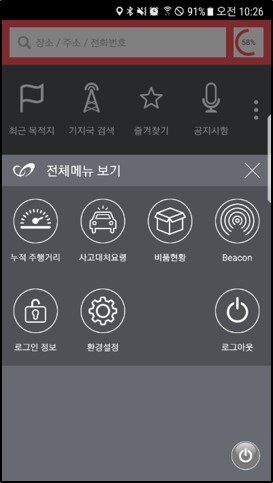 91% 오전 10:26
장소 / 주소 / 전화번호
58%
최근 목적지 기지국 검색 즐겨찾기 공지사항
전체메뉴 보기
누적 주행거리 사고대처요령 비품현황 Beacon
로그인 정보 환경설정 로그아웃